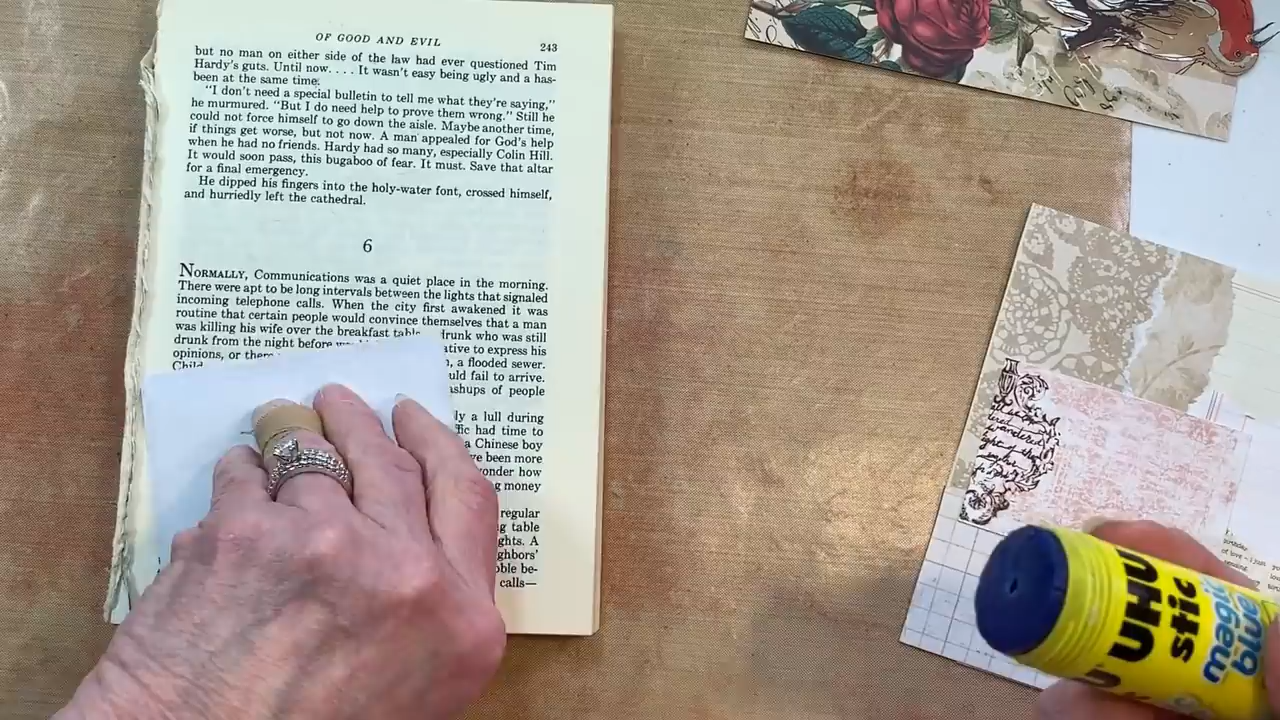 OF GOOD AND EVIL 243
but no man on either side of the law had ever questioned Tim
Hardy's guts. Until now. . . . It wasn't easy being ugly and a has-
been at the same time.
"I don't need a special bulletin to tell me what they're saying,"
he murmured. "But I do need help to prove them wrong." Still he
could not force himself to go down the aisle. Maybe another time,
if things get worse, but not now. A man appealed for God's help
when he had no friends. Hardy had so many, especially Colin Hill.
It would soon pass, this bugaboo of fear. It must. Save that altar
for a final emergency.
He dipped his fingers into the holy-water font, crossed himself,
and hurriedly left the cathedral.
6
NORMALLY, Communications was a quiet place in the morning.
There were apt to be long intervals between the lights that signaled
incoming telephone calls. When the city first awakened it was
routine that certain people would convince themselves that a man
was killing his wife over the breakfast table drunk who was still
drunk from the night before ative to express his
opinions, or a flooded sewer.
Child uld fail to arrive.
ashups of people
ly a lull during
fic had time to
a Chinese boy
ve been more
wonder how
g money
regular
g table
ghts. A
ghbors'
ble be-
calls—
UHU
stic
magic
blue